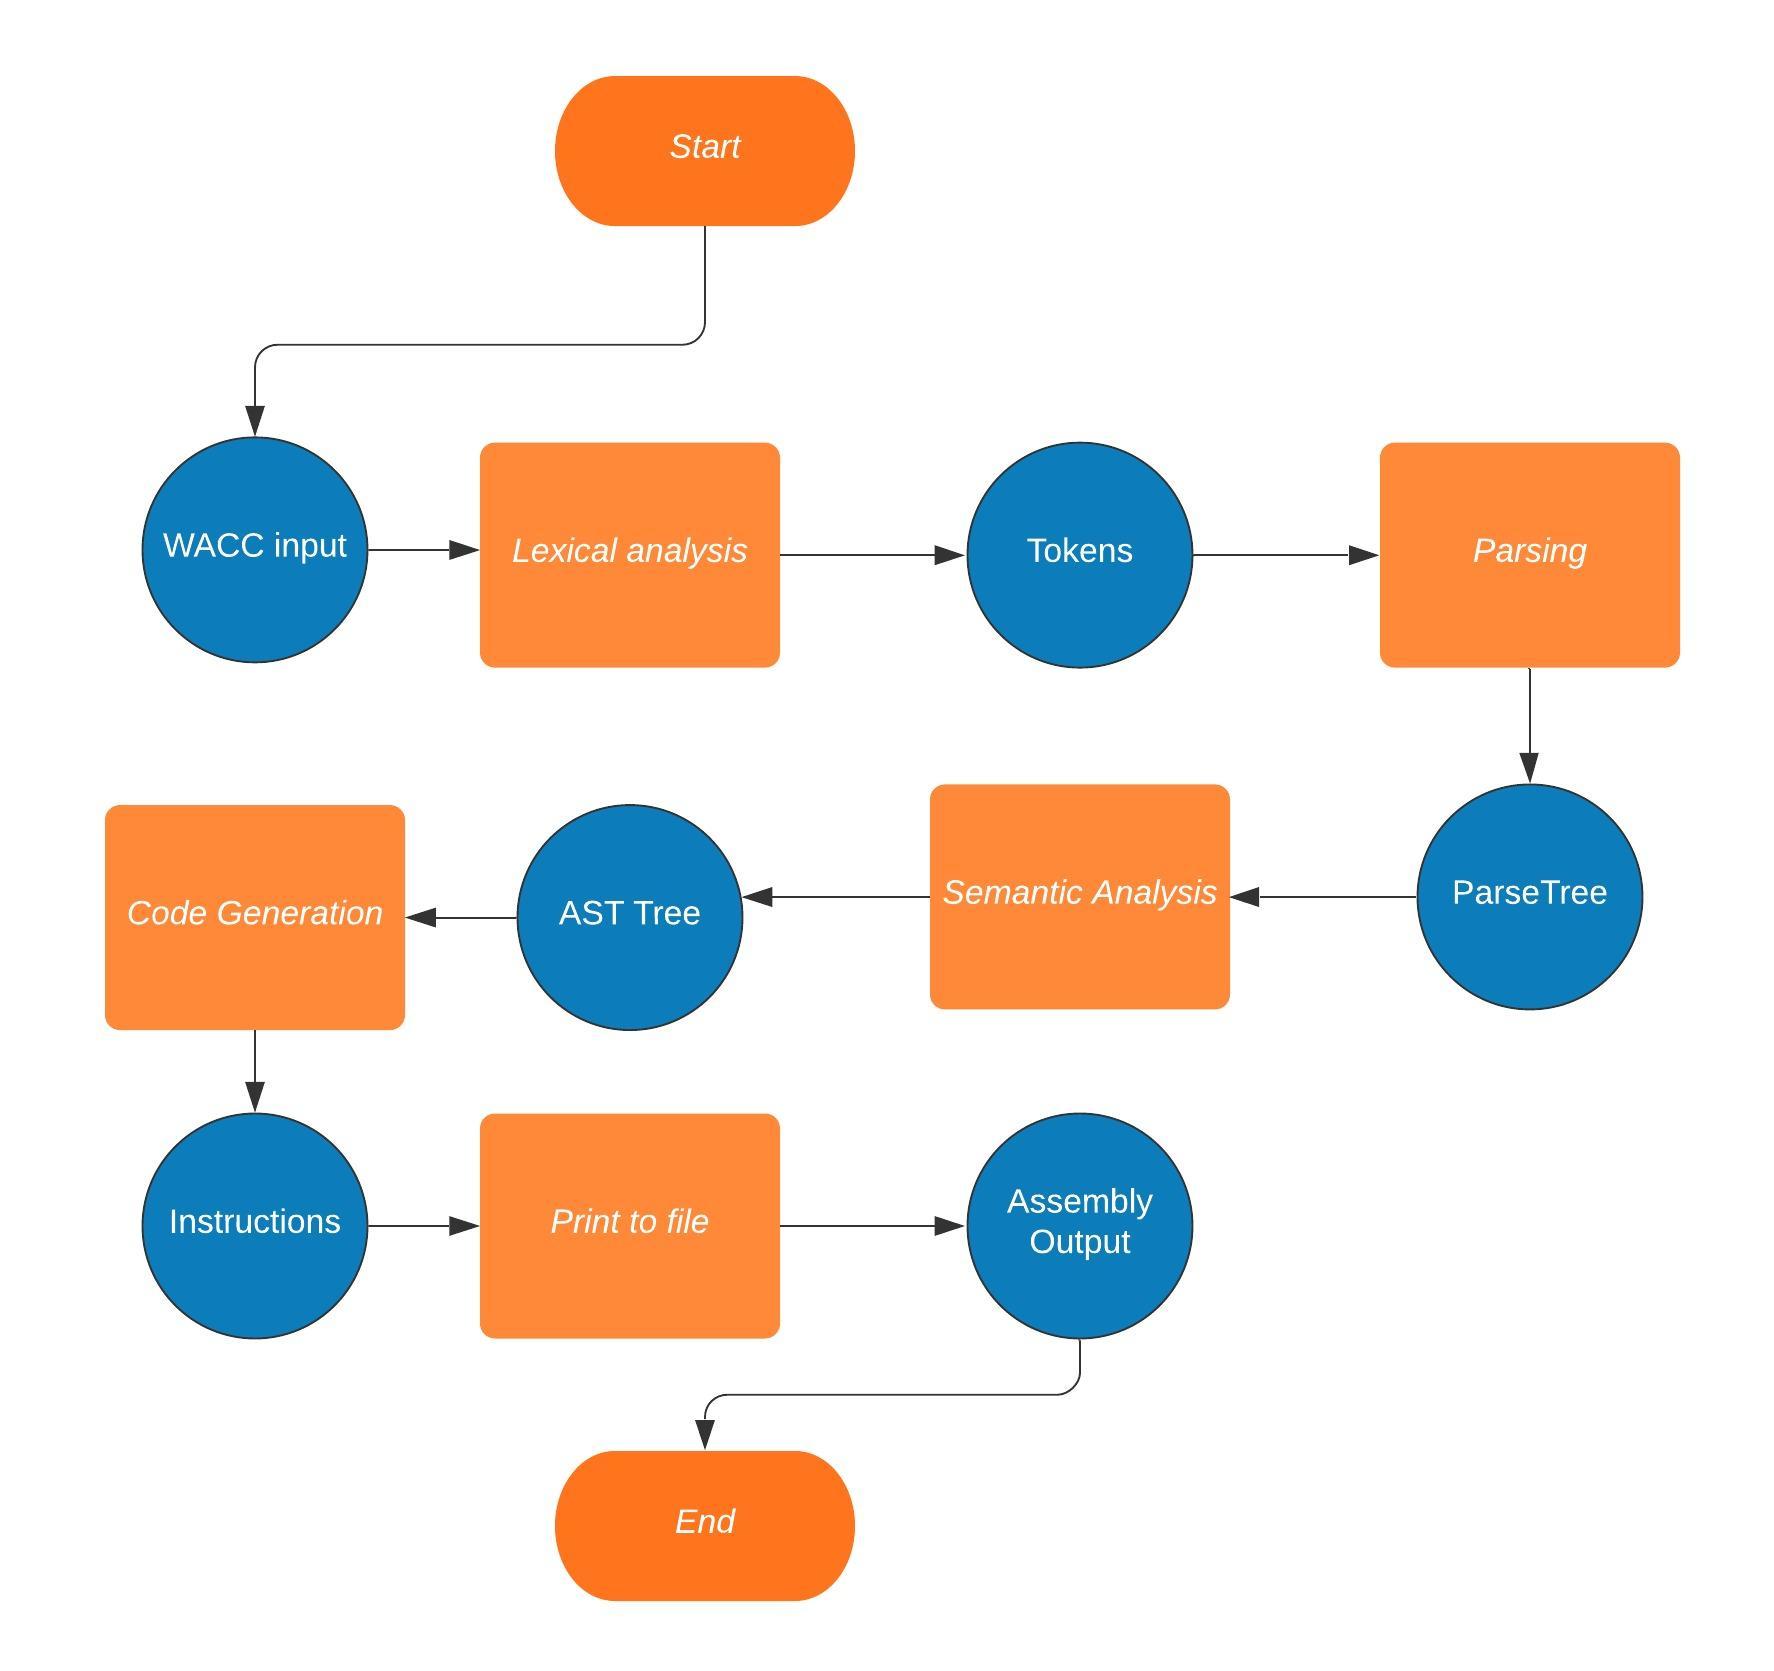 Start
WACC input
Lexical analysis
Tokens
Parsing
ParseTree
Semantic Analysis
AST Tree
Code Generation
Instructions
Print to file
Assembly
Output
End